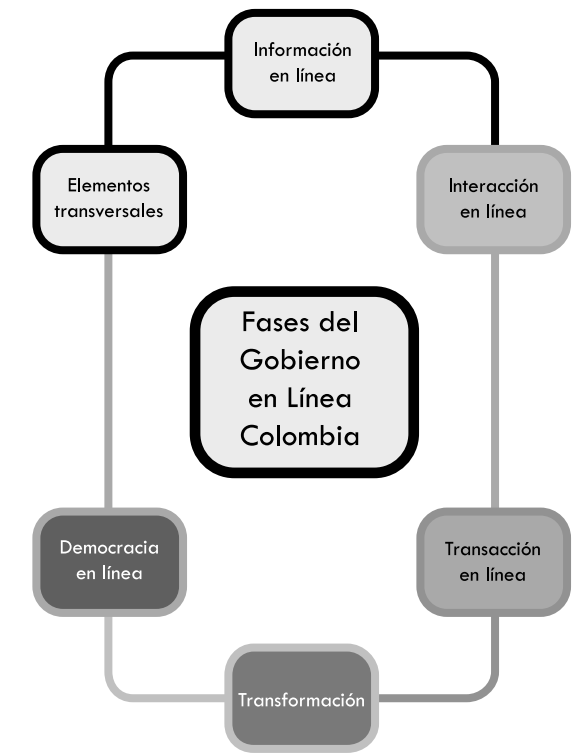 Información
en línea
Elementos
transversales
Interacción
en línea
Fases del
Gobierno
en Línea
Colombia
Democracia
en línea
Transacción
en línea
Transformación